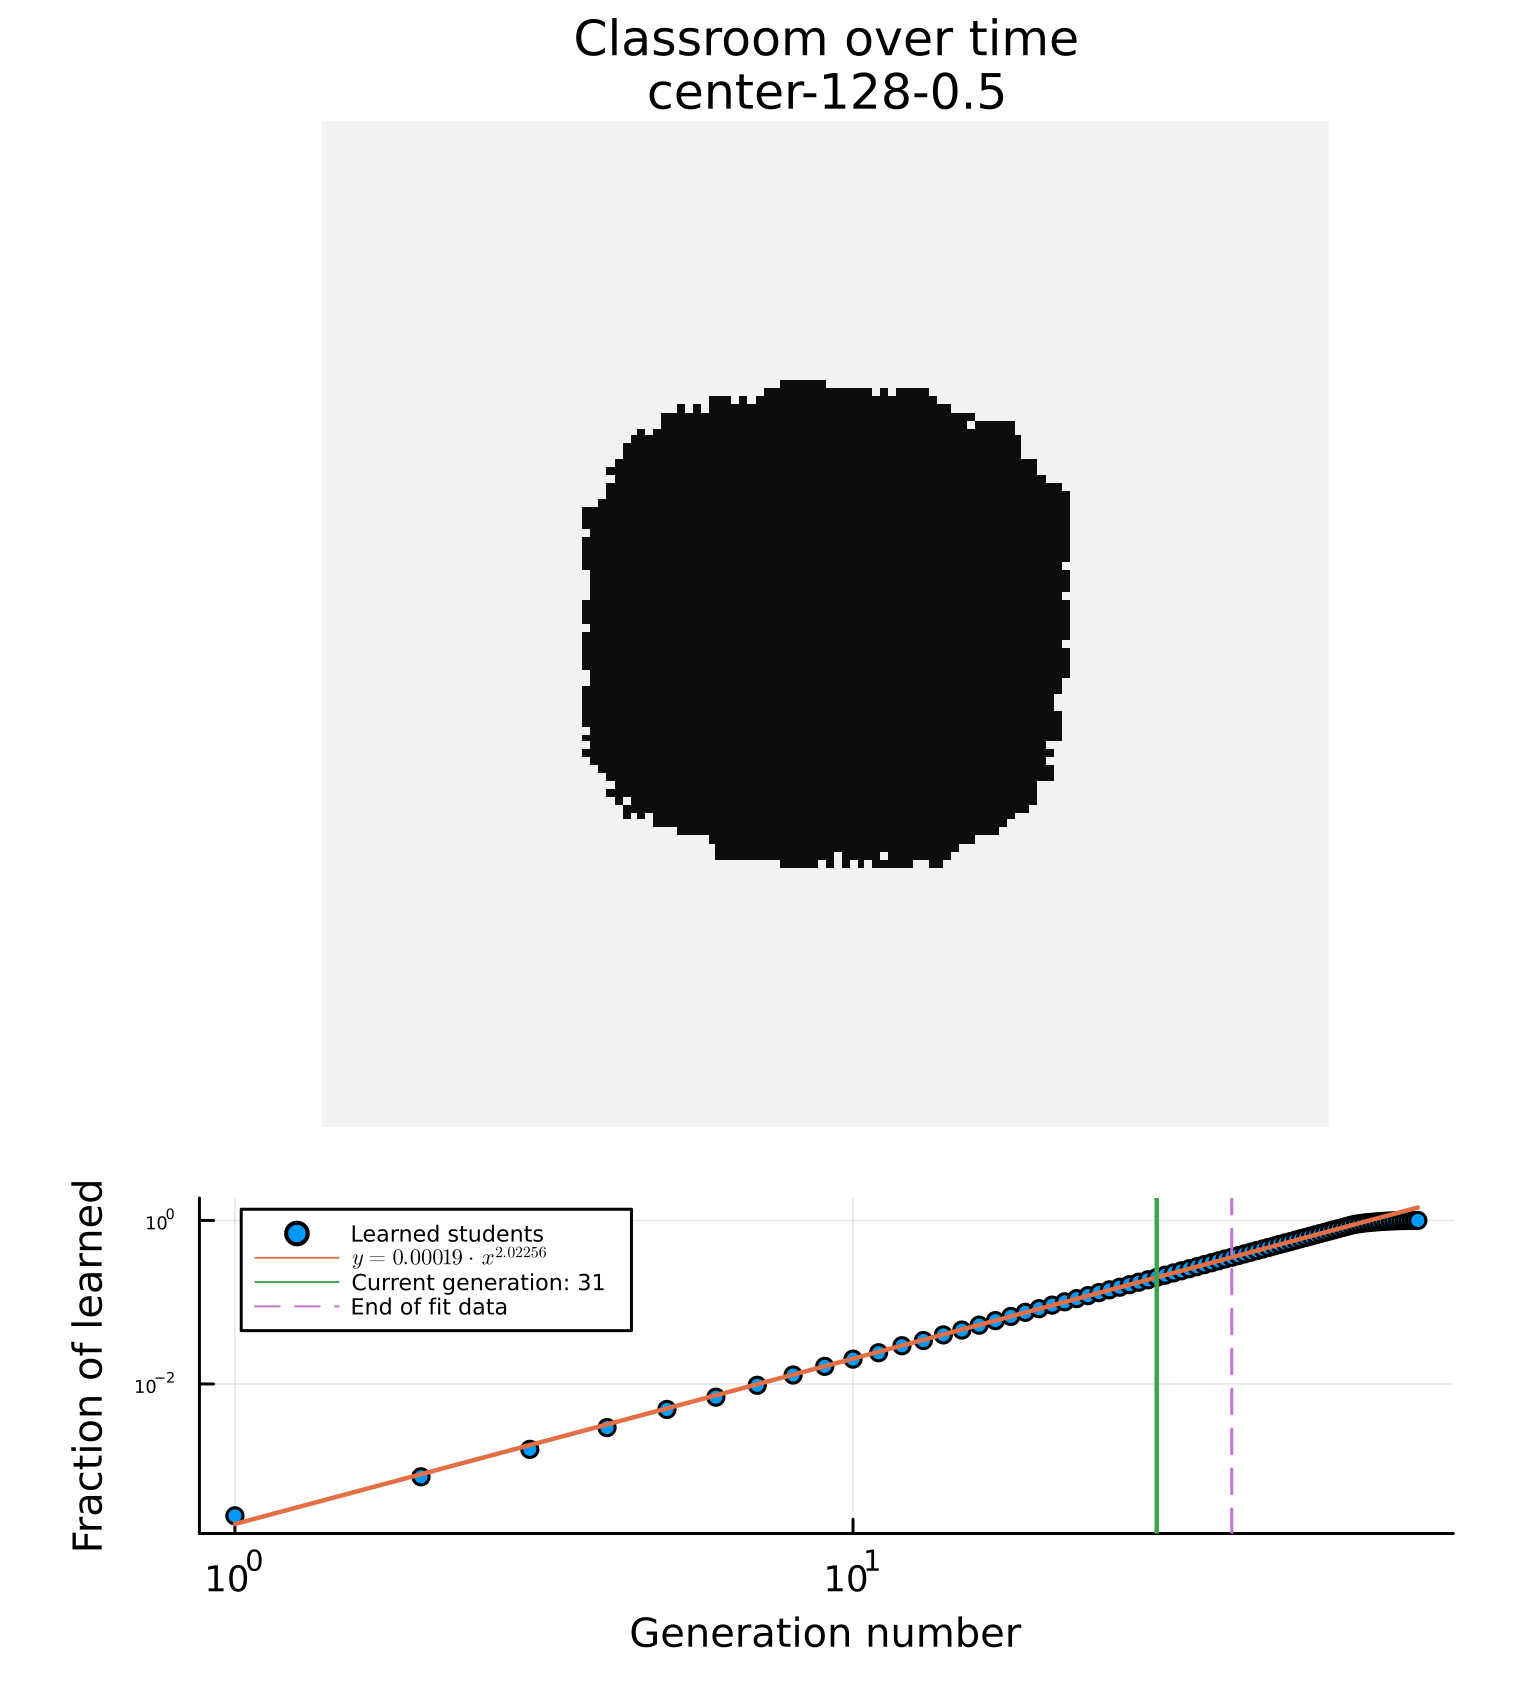 Classroom over time
center-128-0.5
Fraction of learned
10^0
10^-2
Learned students
y = 0.00019 · x^2.02256
Current generation: 31
End of fit data
10^0
10^1
Generation number